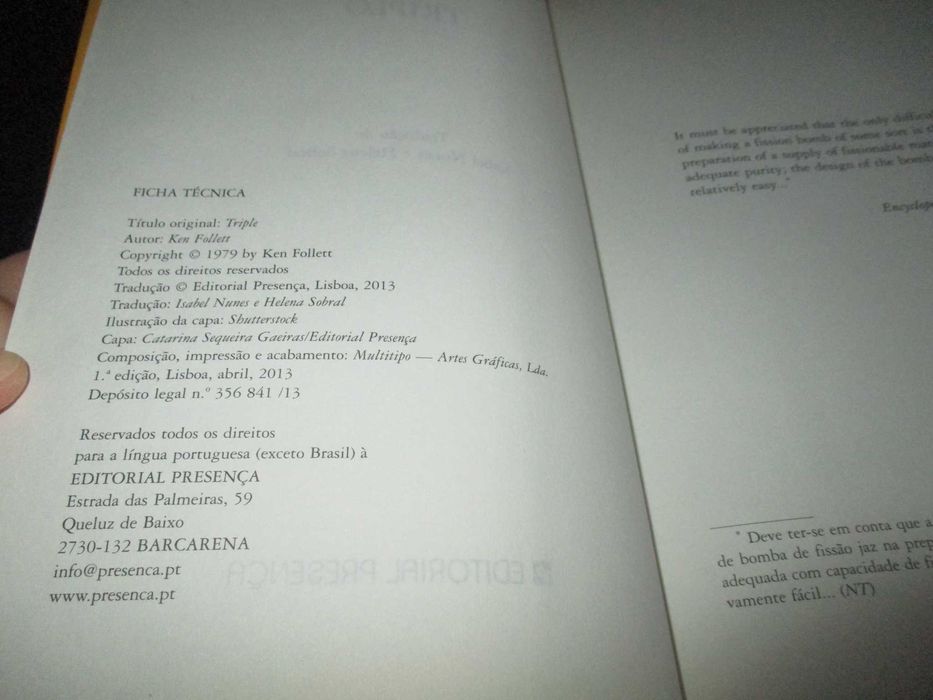 FICHA TÉCNICA
Título original: Triple
Autor: Ken Follett
Copyright © 1979 by Ken Follett
Todos os direitos reservados
Tradução © Editorial Presença, Lisboa, 2013
Tradução: Isabel Nunes e Helena Sobral
Ilustração da capa: Shutterstock
Capa: Catarina Sequeira Gaeiras/Editorial Presença
Composição, impressão e acabamento: Multitipo — Artes Gráficas, Lda.
1.ª edição, Lisboa, abril, 2013
Depósito legal n.º 356 841 /13
Reservados todos os direitos
para a língua portuguesa (exceto Brasil) à
EDITORIAL PRESENÇA
Estrada das Palmeiras, 59
Queluz de Baixo
2730-132 BARCARENA
info@presenca.pt
www.presenca.pt
EDITORIAL PRESENÇA
It must be appreciated that the only
of making a fission bomb of some sort is
preparation of a supply of fissionable
adequate purity; the design of the bomb
relatively easy...*
* Deve ter-se em conta que a
de bomba de fissão jaz na
adequada com capacidade de
vamente fácil... (NT)